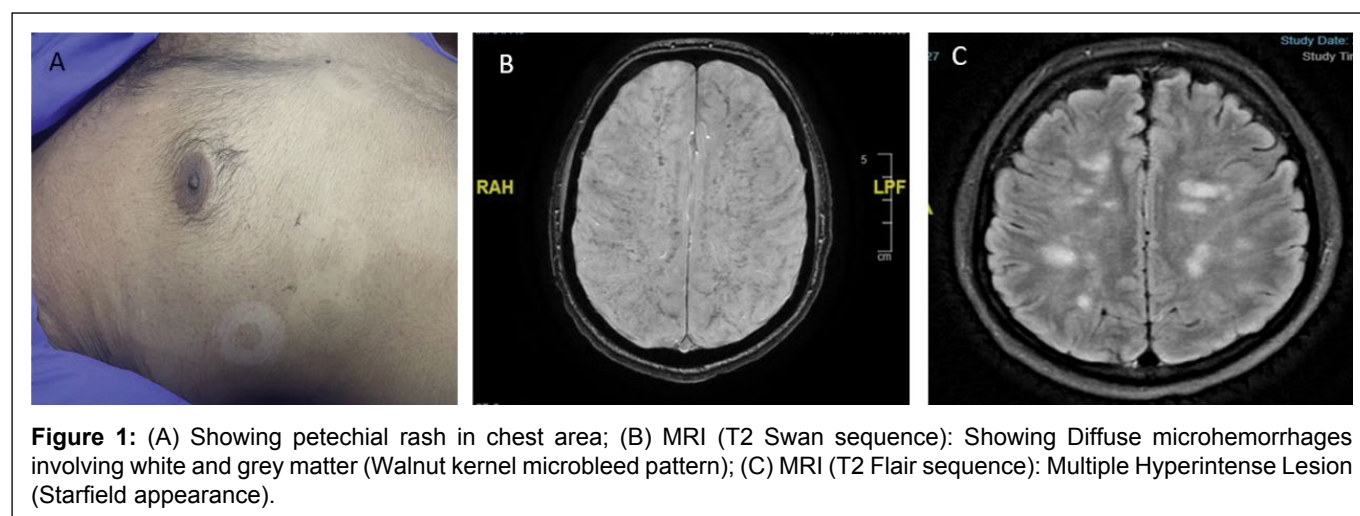 A
B
C
RAH
LPF
5
cm
27
Study Date:
Study Tim
Figure 1: (A) Showing petechial rash in chest area; (B) MRI (T2 Swan sequence): Showing Diffuse microhemorrhages
involving white and grey matter (Walnut kernel microbleed pattern); (C) MRI (T2 Flair sequence): Multiple Hyperintense Lesion
(Starfield appearance).